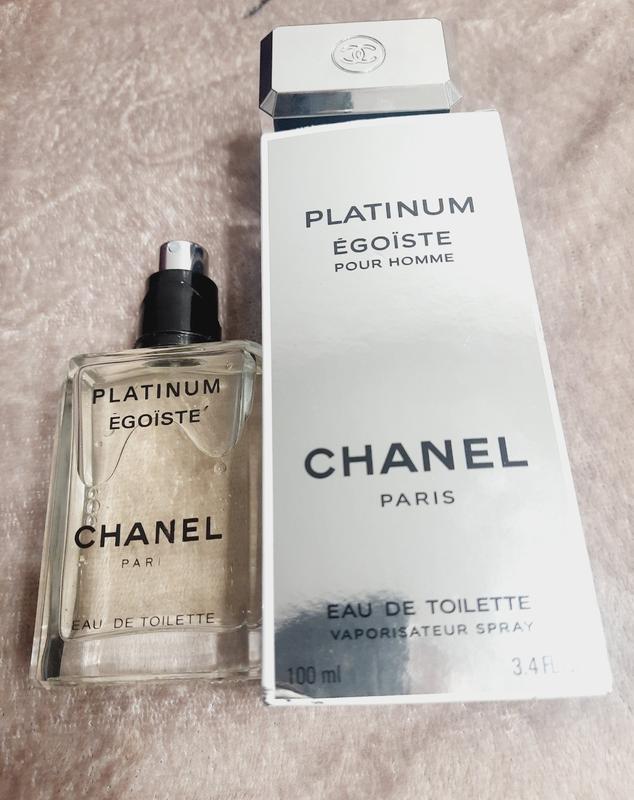 PLATINUM
ÉGOÏSTE
POUR HOMME
CHANEL
PARIS
EAU DE TOILETTE
VAPORISATEUR SPRAY
100 ml
3.4 FL
PLATINUM
ÉGOÏSTE
CHANEL
PARI
EAU DE TOILETTE